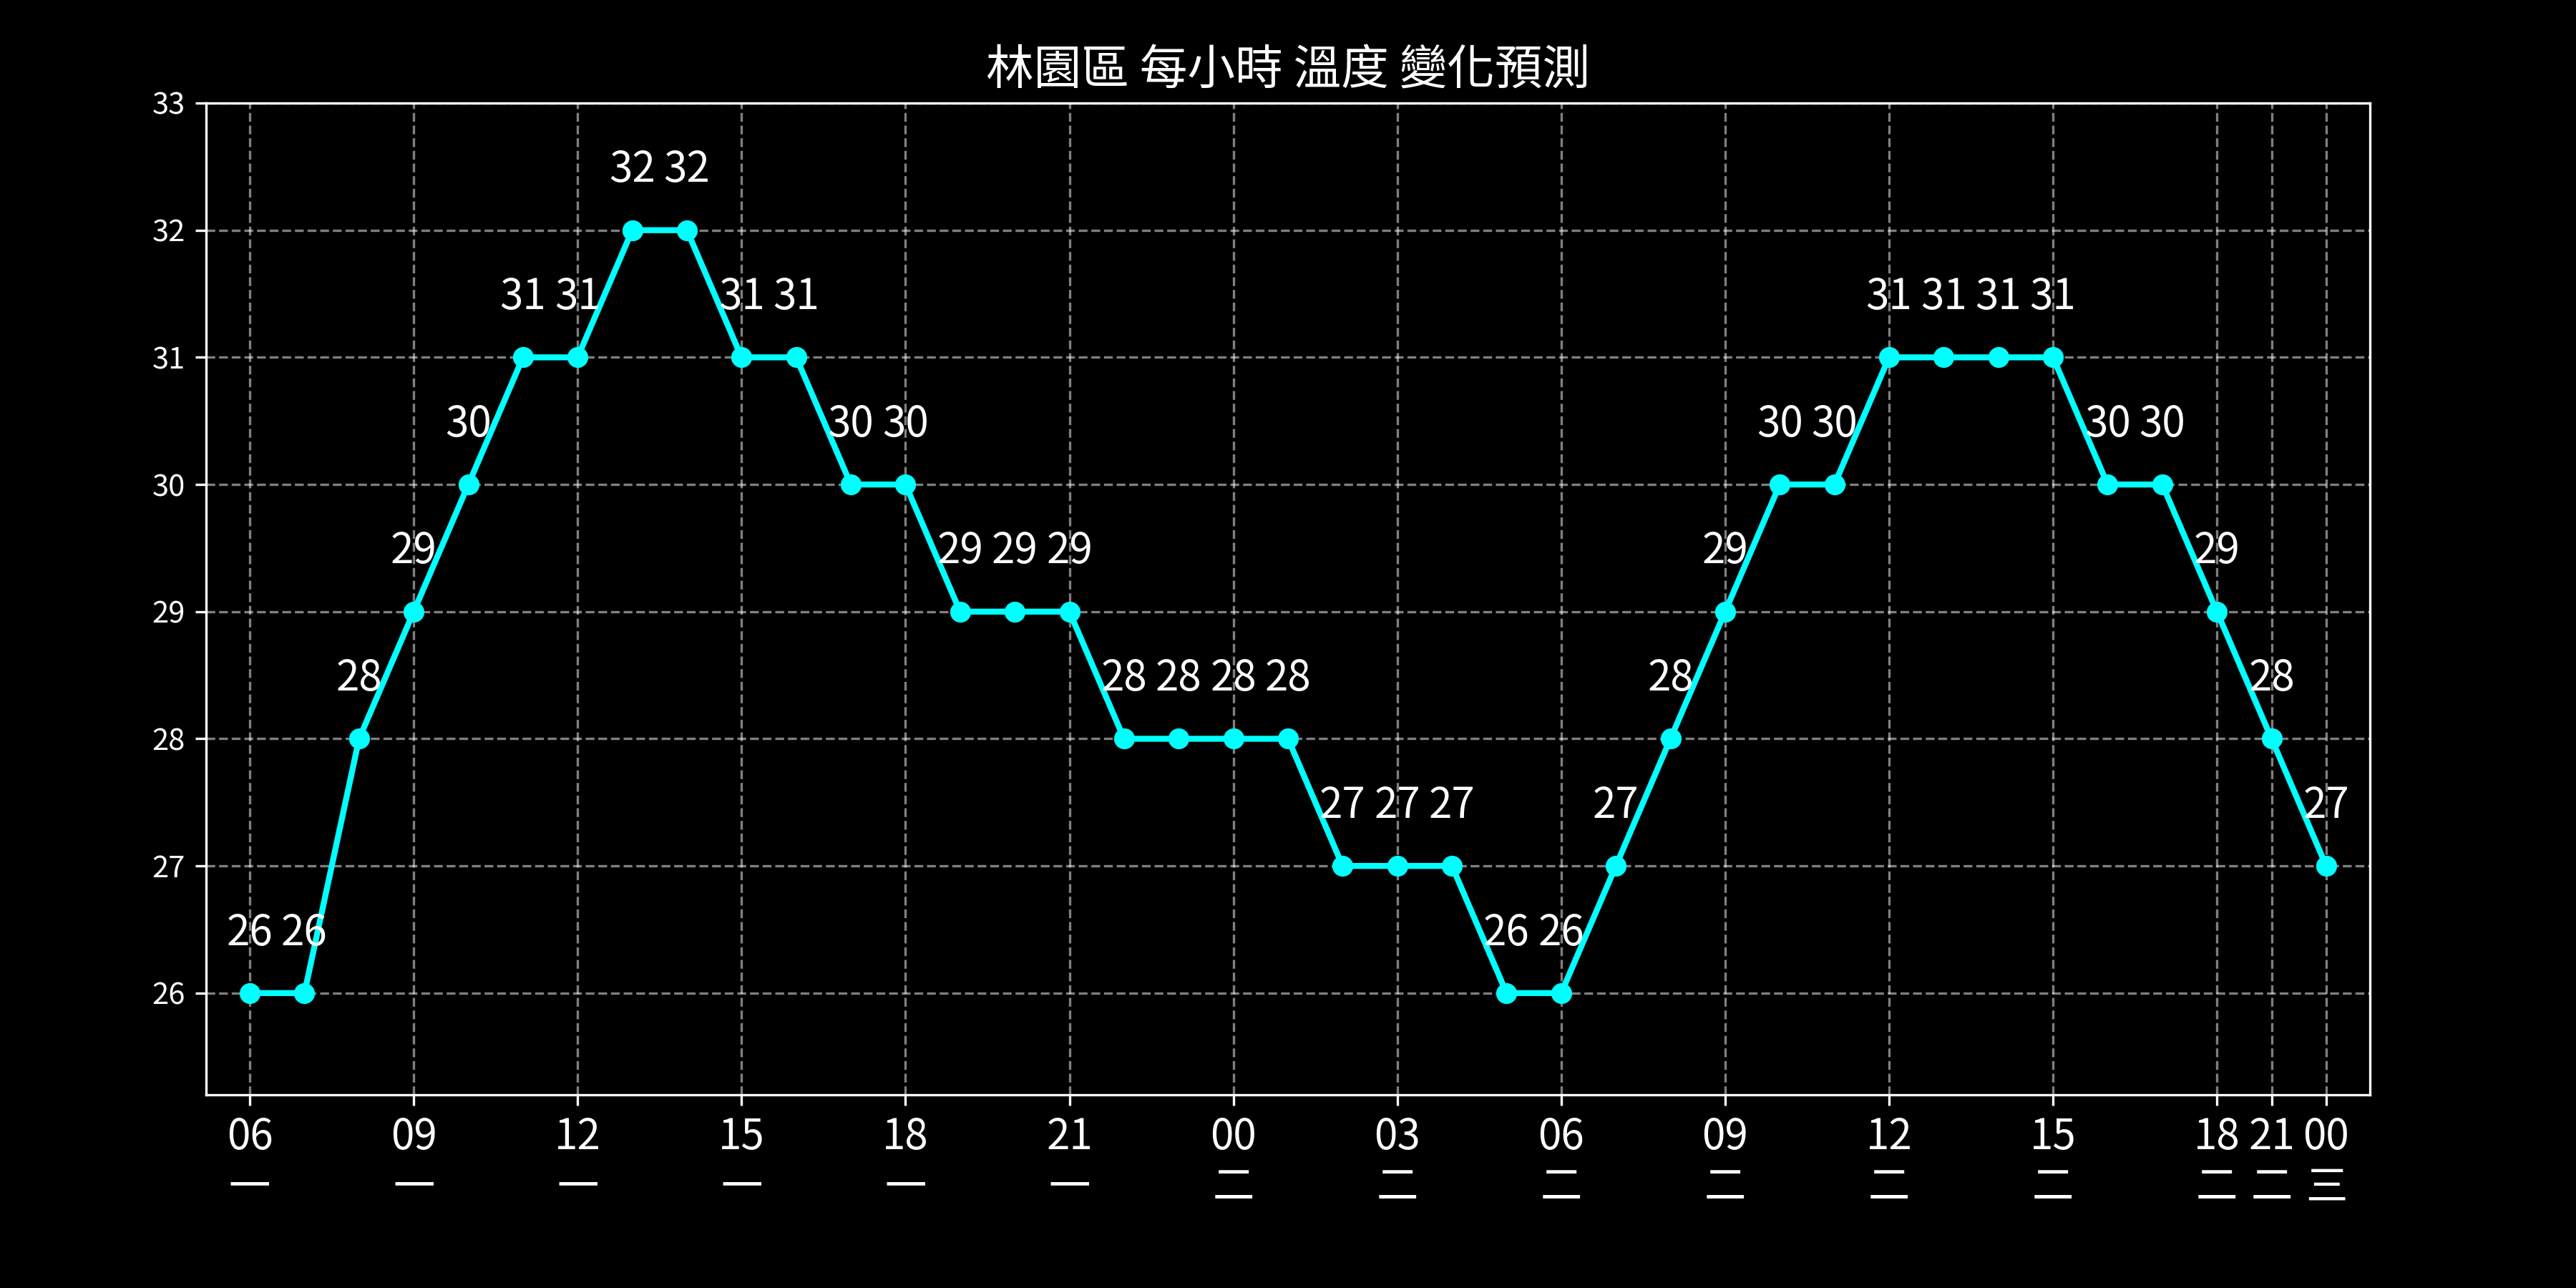 林園區 每小時 溫度 變化預測
33
32 32
32
31 31 31 31 31 31 31 31
31
30 30 30 30 30 30 30
30
29 29 29 29 29 29
29
28 28 28 28 28 28 28
28
27 27 27 27 27
27
26 26 26 26
26
06 09 12 15 18 21 00 03 06 09 12 15 18 21 00
一 一 一 一 一 一 二 二 二 二 二 二 二 二 三